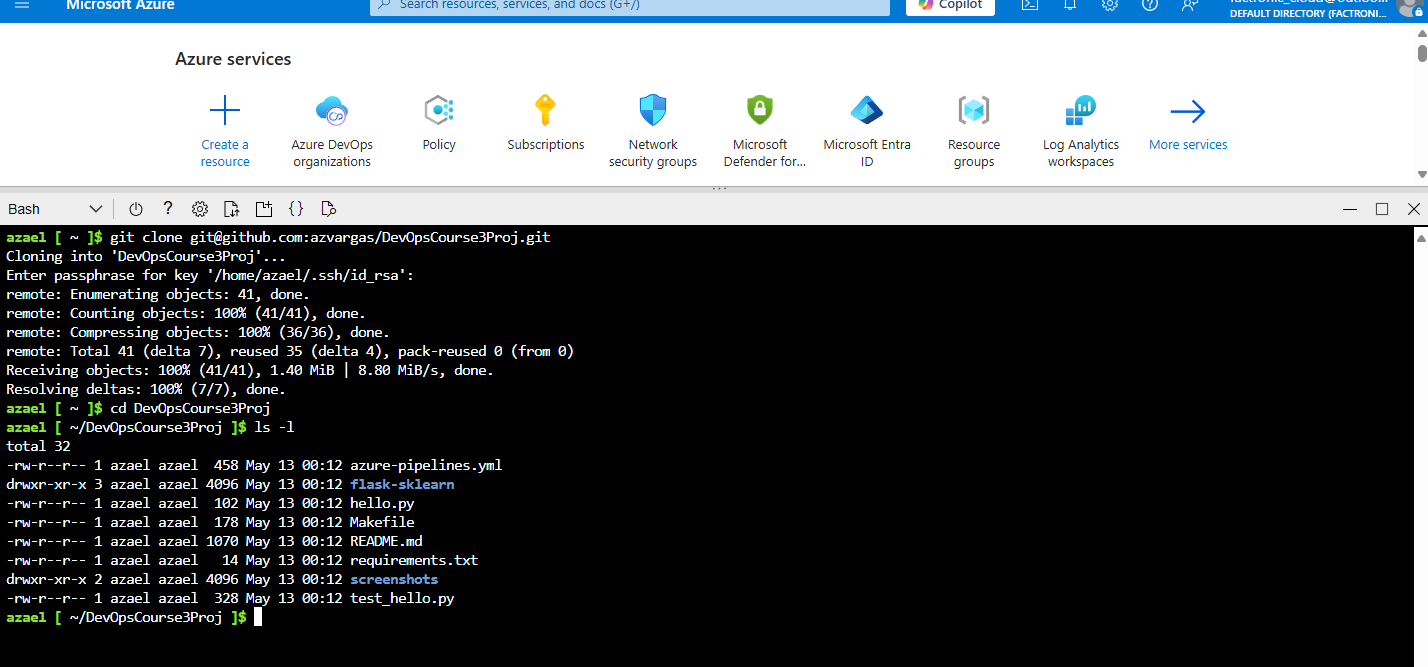 Microsoft Azure
Search resources, services, and docs (G+/)
Copilot
DEFAULT DIRECTORY (FACTRONI...
Azure services
Create a resource
Azure DevOps organizations
Policy
Subscriptions
Network security groups
Microsoft Defender for...
Microsoft Entra ID
Resource groups
Log Analytics workspaces
More services
Bash
azael [ ~ ]$ git clone git@github.com:azvargas/DevOpsCourse3Proj.git
Cloning into 'DevOpsCourse3Proj'...
Enter passphrase for key '/home/azael/.ssh/id_rsa':
remote: Enumerating objects: 41, done.
remote: Counting objects: 100% (41/41), done.
remote: Compressing objects: 100% (36/36), done.
remote: Total 41 (delta 7), reused 35 (delta 4), pack-reused 0 (from 0)
Receiving objects: 100% (41/41), 1.40 MiB | 8.80 MiB/s, done.
Resolving deltas: 100% (7/7), done.
azael [ ~ ]$ cd DevOpsCourse3Proj
azael [ ~/DevOpsCourse3Proj ]$ ls -l
total 32
-rw-r--r-- 1 azael azael  458 May 13 00:12 azure-pipelines.yml
drwxr-xr-x 3 azael azael 4096 May 13 00:12 flask-sklearn
-rw-r--r-- 1 azael azael  102 May 13 00:12 hello.py
-rw-r--r-- 1 azael azael  178 May 13 00:12 Makefile
-rw-r--r-- 1 azael azael 1070 May 13 00:12 README.md
-rw-r--r-- 1 azael azael   14 May 13 00:12 requirements.txt
drwxr-xr-x 2 azael azael 4096 May 13 00:12 screenshots
-rw-r--r-- 1 azael azael  328 May 13 00:12 test_hello.py
azael [ ~/DevOpsCourse3Proj ]$